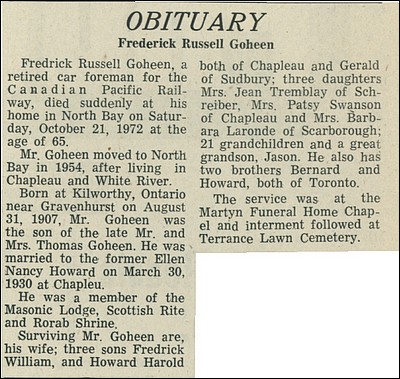 OBITUARY
Frederick Russell Goheen
Fredrick Russell Goheen, a
retired car foreman for the
Canadian Pacific Rail-
way, died suddenly at his
home in North Bay on Satur-
day, October 21, 1972 at the
age of 65.
Mr. Goheen moved to North
Bay in 1954, after living in
Chapleau and White River.
Born at Kilworthy, Ontario
near Gravenhurst on August
31, 1907, Mr. Goheen was
the son of the late Mr. and
Mrs. Thomas Goheen. He was
married to the former Ellen
Nancy Howard on March 30,
1930 at Chapleu.
He was a member of the
Masonic Lodge, Scottish Rite
and Rorab Shrine.
Surviving Mr. Goheen are,
his wife; three sons Fredrick
William, and Howard Harold
both of Chapleau and Gerald
of Sudbury; three daughters
Mrs. Jean Tremblay of Sch-
reiber, Mrs. Patsy Swanson
of Chapleau and Mrs. Barb-
ara Laronde of Scarborough;
21 grandchildren and a great
grandson, Jason. He also has
two brothers Bernard and
Howard, both of Toronto.
The service was at the
Martyn Funeral Home Chap-
el and interment followed at
Terrance Lawn Cemetery.